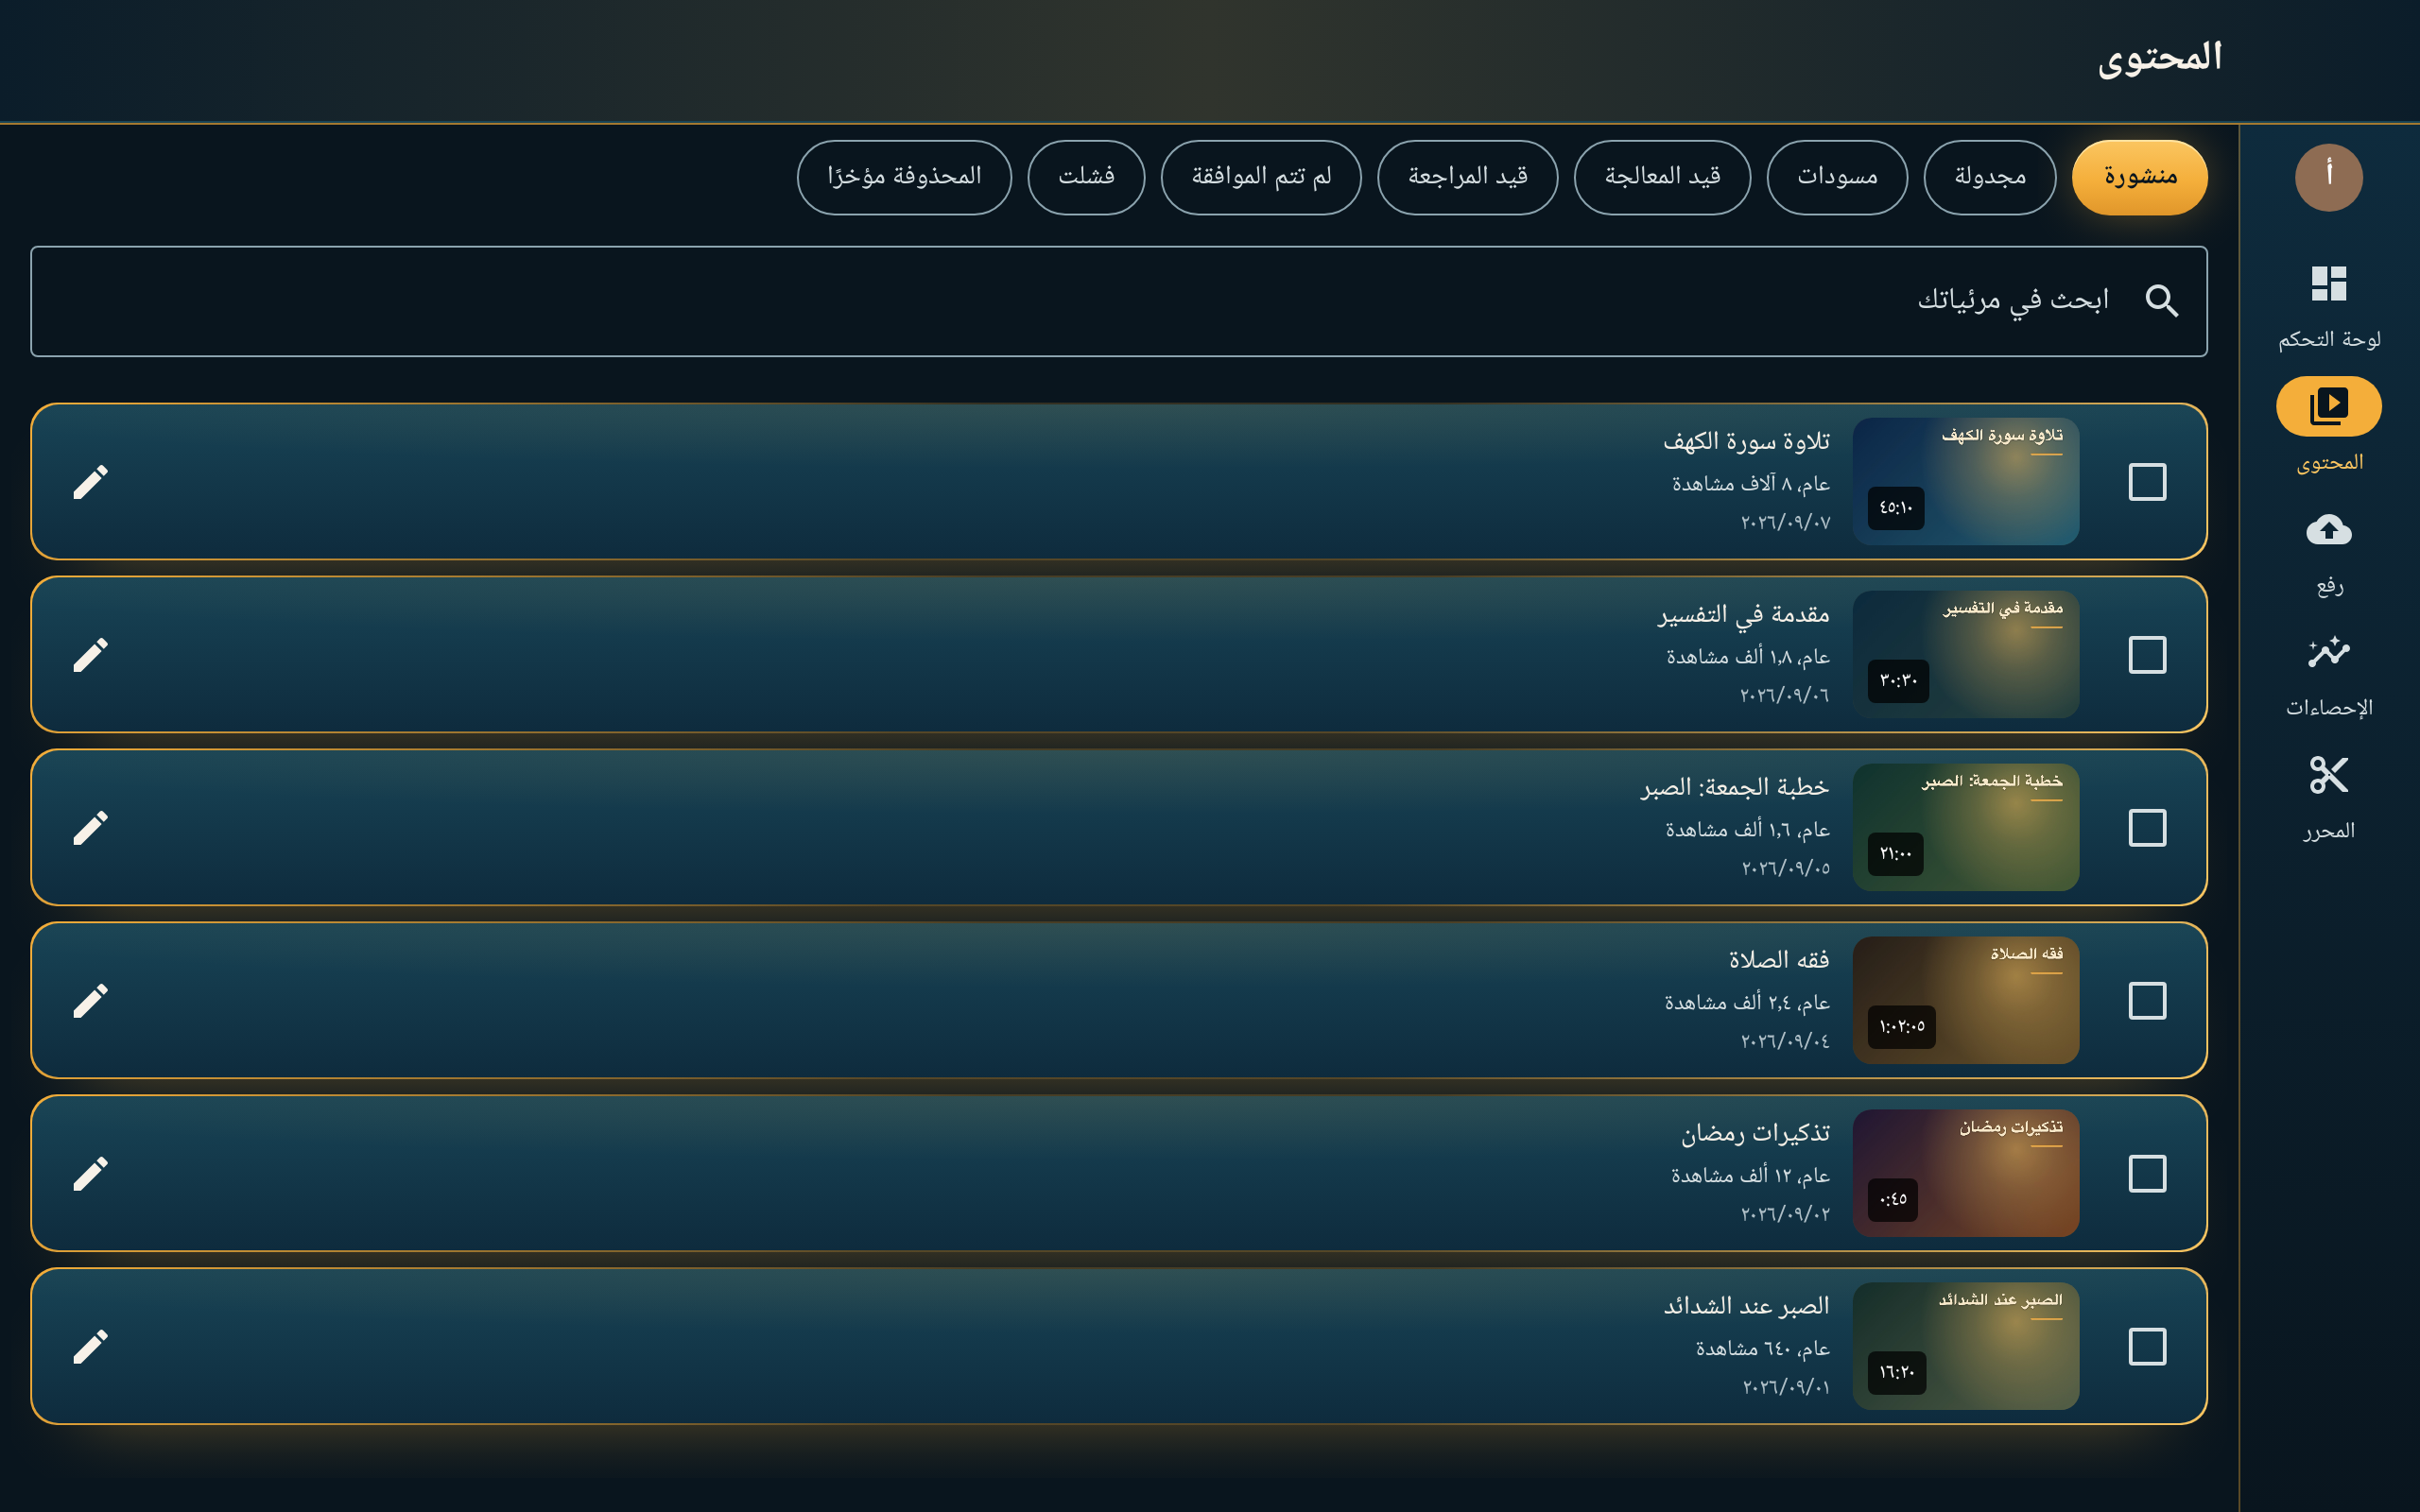 المحتوى
أ
لوحة التحكم
المحتوى
رفع
الإحصاءات
المحرر
منشورة
مجدولة
مسودات
قيد المعالجة
قيد المراجعة
لم تتم الموافقة
فشلت
المحذوفة مؤخرًا
ابحث في مرئياتك
تلاوة سورة الكهف
٤٥:١٠
تلاوة سورة الكهف
عام، ٨ آلاف مشاهدة
٢٠٢٦/٠٩/٠٧
مقدمة في التفسير
٣٠:٣٠
مقدمة في التفسير
عام، ١٫٨ ألف مشاهدة
٢٠٢٦/٠٩/٠٦
خطبة الجمعة: الصبر
٢١:٠٠
خطبة الجمعة: الصبر
عام، ١٫٦ ألف مشاهدة
٢٠٢٦/٠٩/٠٥
فقه الصلاة
١:٠٢:٠٥
فقه الصلاة
عام، ٢٫٤ ألف مشاهدة
٢٠٢٦/٠٩/٠٤
تذكيرات رمضان
٠:٤٥
تذكيرات رمضان
عام، ١٢ ألف مشاهدة
٢٠٢٦/٠٩/٠٢
الصبر عند الشدائد
١٦:٢٠
الصبر عند الشدائد
عام، ٦٤٠ مشاهدة
٢٠٢٦/٠٩/٠١